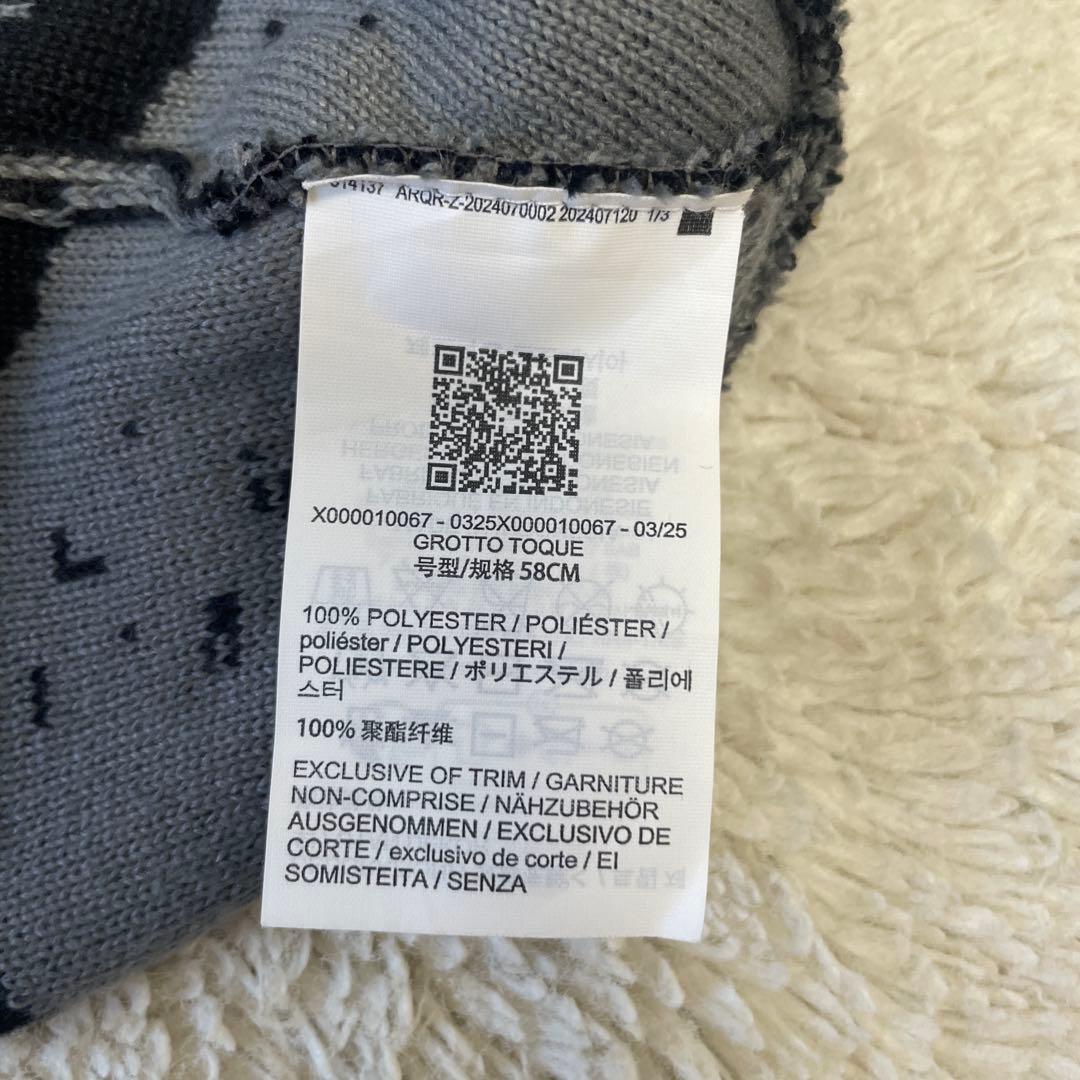 ARQR-Z-2024070002 202407120 1/3
X000010067 - 0325X000010067 - 03/25
GROTTO TOQUE
号型/规格 58CM
100% POLYESTER / POLIÉSTER /
poliéster / POLYESTERI /
POLIESTERE / ポリエステル / 폴리에
스터
100% 聚酯纤维
EXCLUSIVE OF TRIM / GARNITURE
NON-COMPRISE / NÄHZUBEHÖR
AUSGENOMMEN / EXCLUSIVO DE
CORTE / exclusivo de corte / EI
SOMISTEITA / SENZA